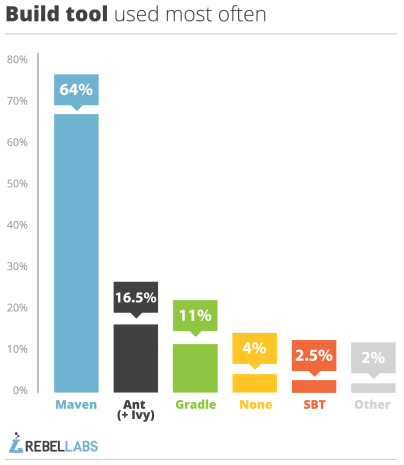 Build tool used most often
80%
70%
60%
50%
40%
30%
20%
10%
0%
64%
16.5%
11%
4%
2.5%
2%
Maven
Ant
(+ Ivy)
Gradle
None
SBT
Other
REBELLABS